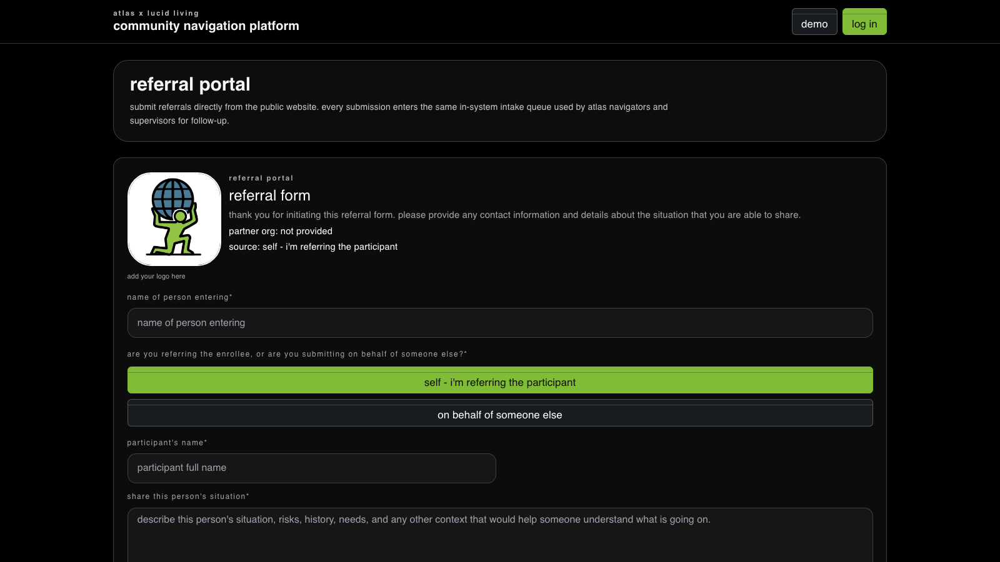 atlas x lucid living
community navigation platform
demo
log in
referral portal
submit referrals directly from the public website. every submission enters the same in-system intake queue used by atlas navigators and
supervisors for follow-up.
referral portal
referral form
thank you for initiating this referral form. please provide any contact information and details about the situation that you are able to share.
partner org: not provided
source: self - i'm referring the participant
add your logo here
name of person entering*
name of person entering
are you referring the enrollee, or are you submitting on behalf of someone else?*
self - i'm referring the participant
on behalf of someone else
participant's name*
participant full name
share this person's situation*
describe this person's situation, risks, history, needs, and any other context that would help someone understand what is going on.